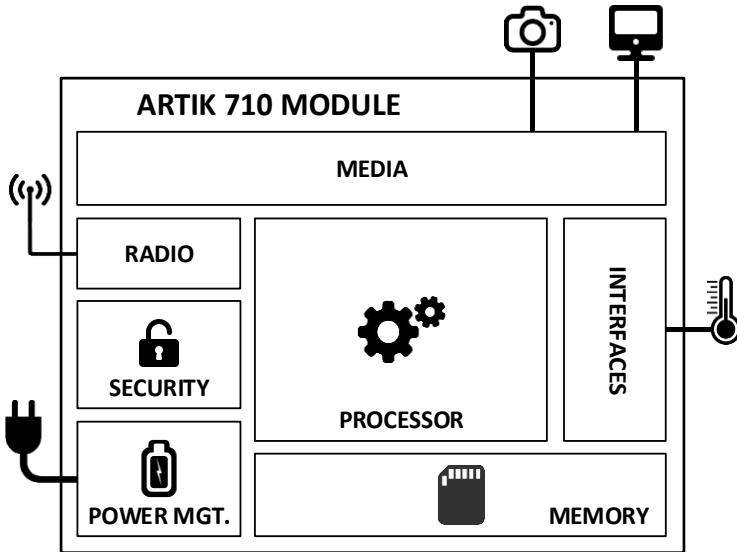 ARTIK 710 MODULE
MEDIA
RADIO
SECURITY
POWER MGT.
PROCESSOR
INTERFACES
MEMORY